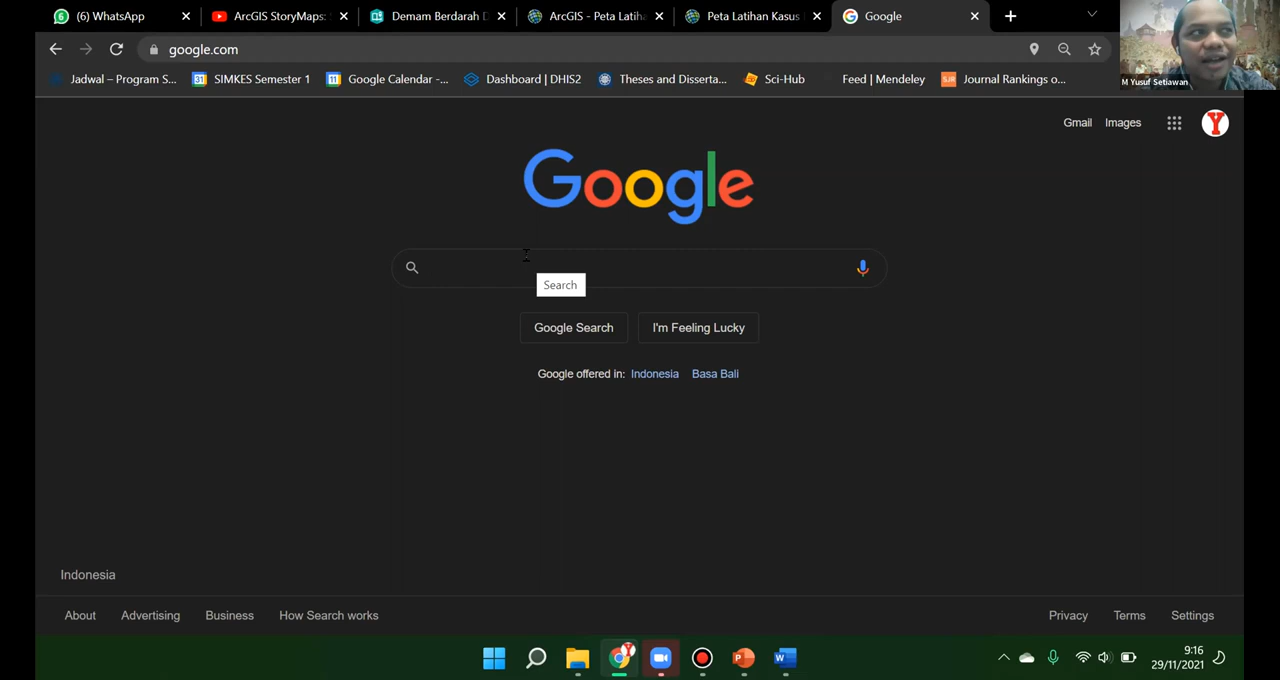 (6) WhatsApp
ArcGIS StoryMaps:
Demam Berdarah D
ArcGIS - Peta Latiha
Peta Latihan Kasus
Google
google.com
M Yusuf Setiawan
Jadwal – Program S...
31 SIMKES Semester 1
11 Google Calendar -...
Dashboard | DHIS2
Theses and Disserta...
Sci-Hub
Feed | Mendeley
SJR Journal Rankings o...
Gmail
Images
Y
Google
Search
Google Search
I'm Feeling Lucky
Google offered in: Indonesia Basa Bali
Indonesia
About
Advertising
Business
How Search works
Privacy
Terms
Settings
9:16
29/11/2021